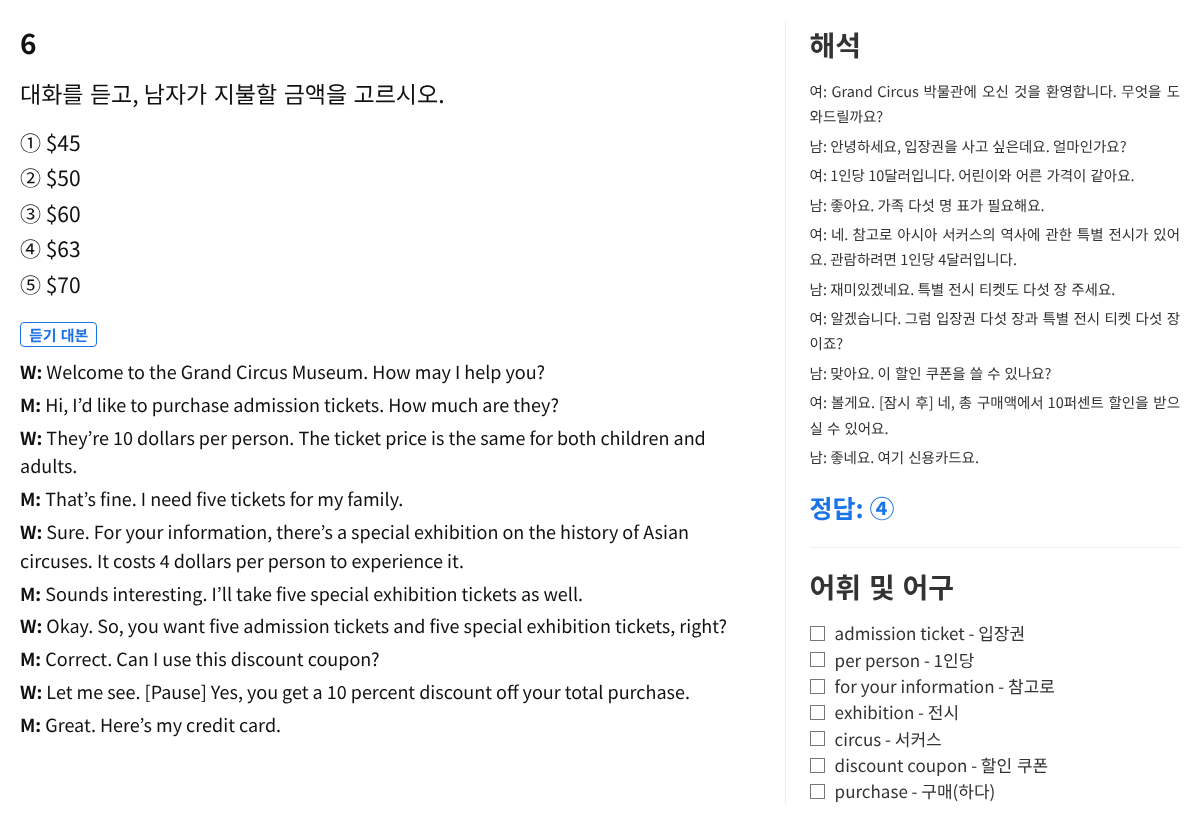 6
대화를 듣고, 남자가 지불할 금액을 고르시오.
① $45
② $50
③ $60
④ $63
⑤ $70
듣기 대본
W: Welcome to the Grand Circus Museum. How may I help you?
M: Hi, I’d like to purchase admission tickets. How much are they?
W: They’re 10 dollars per person. The ticket price is the same for both children and
adults.
M: That’s fine. I need five tickets for my family.
W: Sure. For your information, there’s a special exhibition on the history of Asian
circuses. It costs 4 dollars per person to experience it.
M: Sounds interesting. I’ll take five special exhibition tickets as well.
W: Okay. So, you want five admission tickets and five special exhibition tickets, right?
M: Correct. Can I use this discount coupon?
W: Let me see. [Pause] Yes, you get a 10 percent discount off your total purchase.
M: Great. Here’s my credit card.
해석
여: Grand Circus 박물관에 오신 것을 환영합니다. 무엇을 도
와드릴까요?
남: 안녕하세요, 입장권을 사고 싶은데요. 얼마인가요?
여: 1인당 10달러입니다. 어린이와 어른 가격이 같아요.
남: 좋아요. 가족 다섯 명 표가 필요해요.
여: 네. 참고로 아시아 서커스의 역사에 관한 특별 전시가 있어
요. 관람하려면 1인당 4달러입니다.
남: 재미있겠네요. 특별 전시 티켓도 다섯 장 주세요.
여: 알겠습니다. 그럼 입장권 다섯 장과 특별 전시 티켓 다섯 장
이죠?
남: 맞아요. 이 할인 쿠폰을 쓸 수 있나요?
여: 볼게요. [잠시 후] 네, 총 구매액에서 10퍼센트 할인을 받으
실 수 있어요.
남: 좋네요. 여기 신용카드요.
정답: ④
어휘 및 어구
☐ admission ticket - 입장권
☐ per person - 1인당
☐ for your information - 참고로
☐ exhibition - 전시
☐ circus - 서커스
☐ discount coupon - 할인 쿠폰
☐ purchase - 구매(하다)